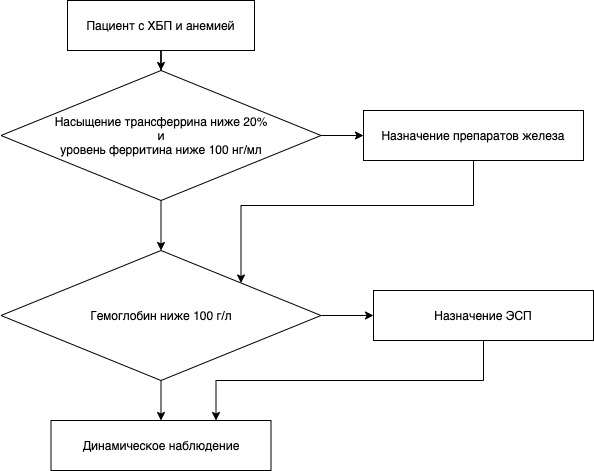 Пациент с ХБП и анемией
Насыщение трансферрина ниже 20%
и
уровень ферритина ниже 100 нг/мл
Назначение препаратов железа
Гемоглобин ниже 100 г/л
Назначение ЭСП
Динамическое наблюдение